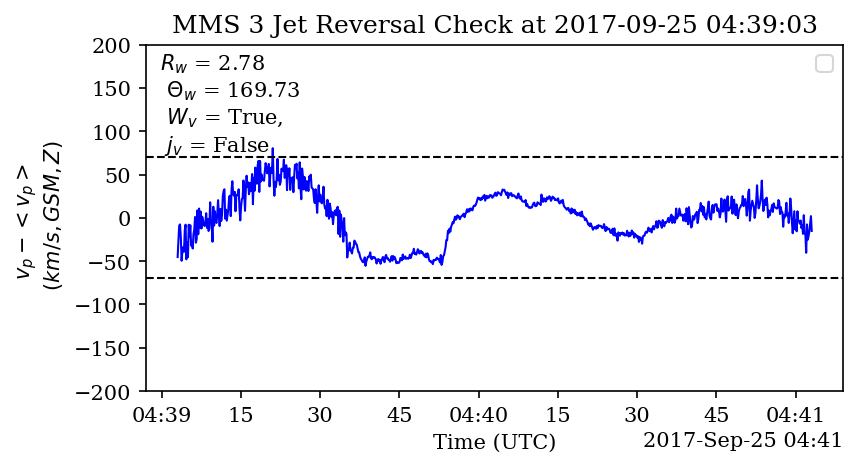 MMS 3 Jet Reversal Check at 2017-09-25 04:39:03
R_w = 2.78
Θ_w = 169.73
W_v = True,
j_v = False
v_p − < v_p >
(km/s, GSM, Z)
200
150
100
50
0
−50
−100
−150
−200
04:39 15 30 45 04:40 15 30 45 04:41
Time (UTC)
2017-Sep-25 04:41